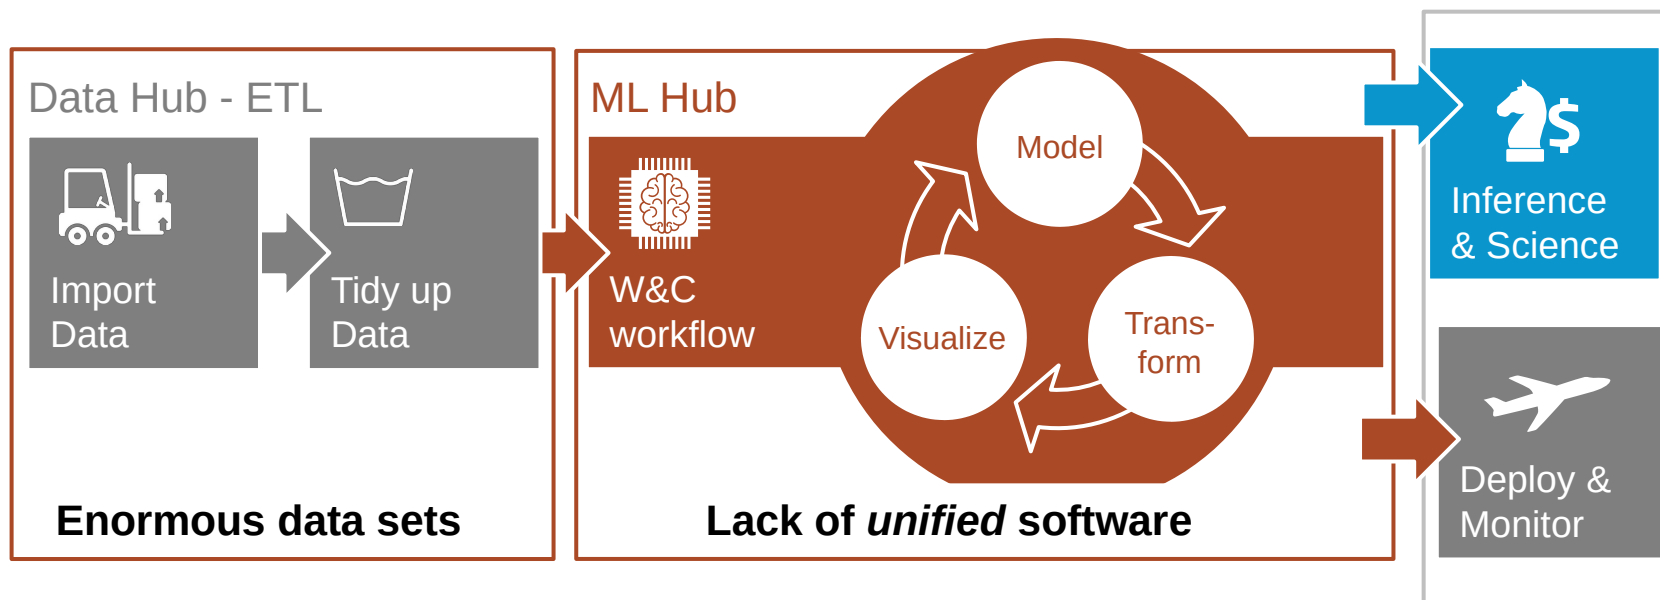 Data Hub - ETL
Import
Data
Tidy up
Data
Enormous data sets
ML Hub
W&C
workflow
Model
Trans-
form
Visualize
Lack of unified software
$
Inference
& Science
Deploy &
Monitor